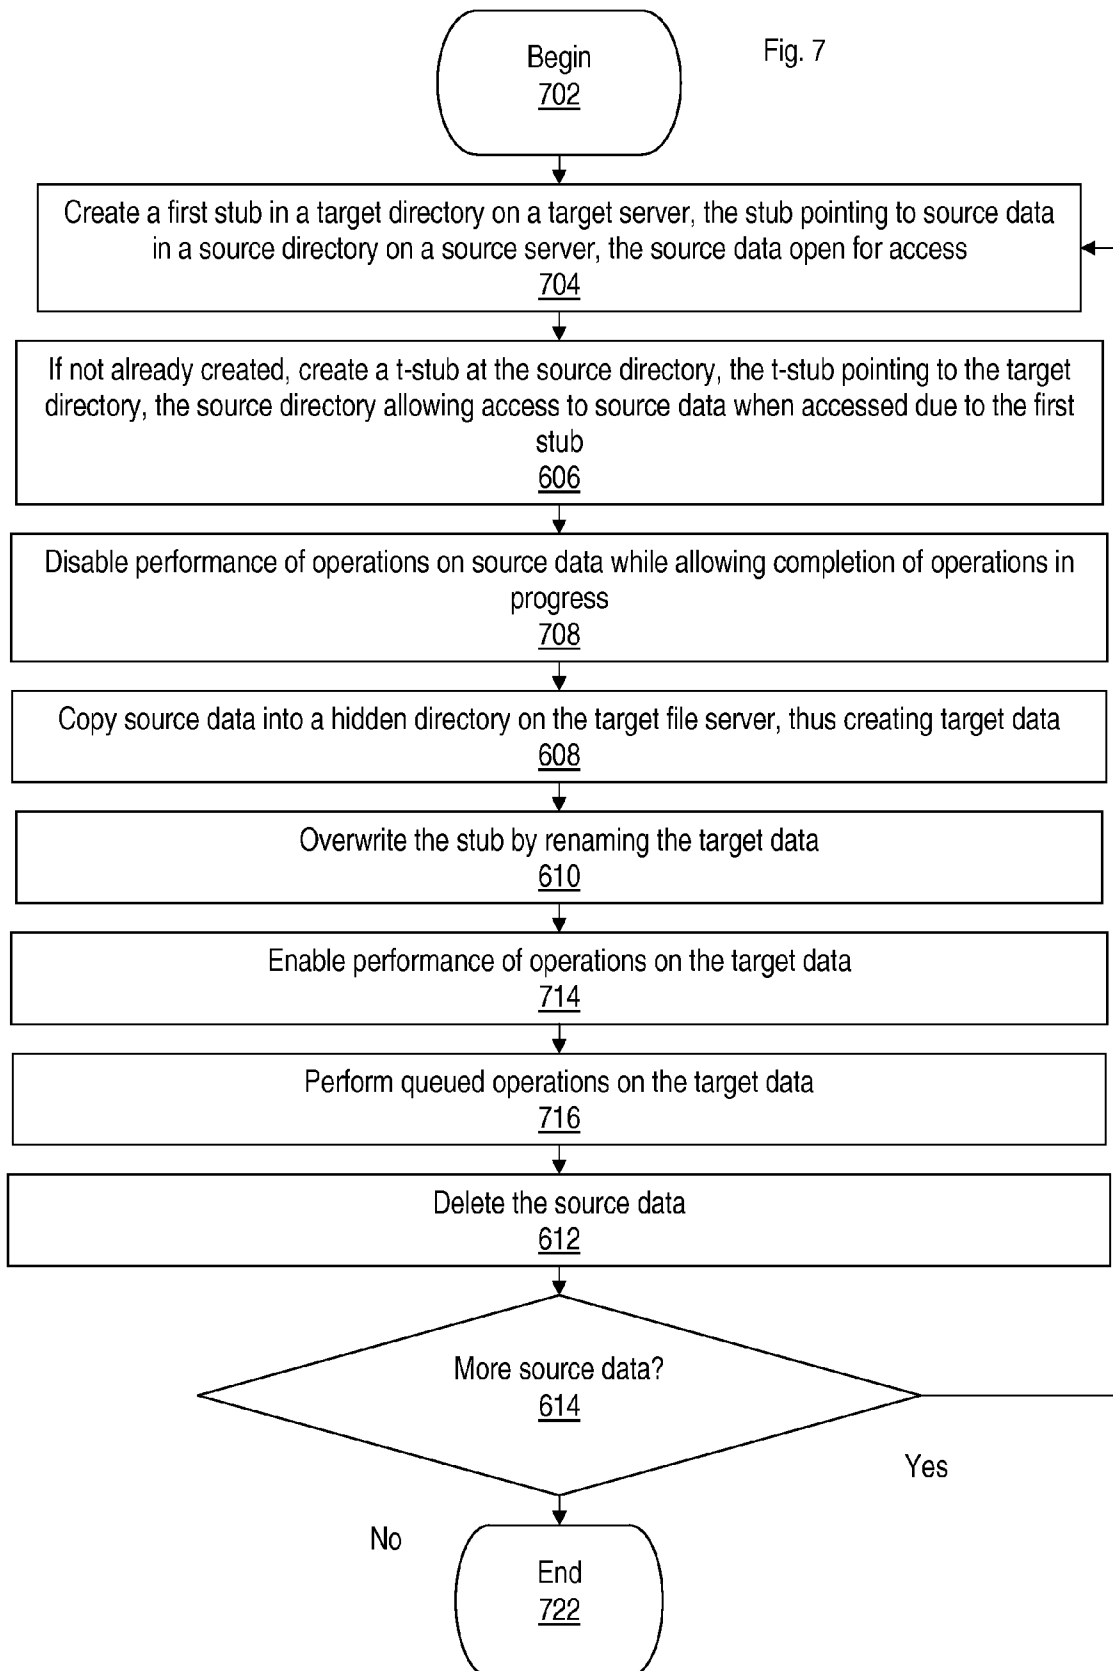 Fig. 7
Begin
702
Create a first stub in a target directory on a target server, the stub pointing to source data
in a source directory on a source server, the source data open for access
704
If not already created, create a t-stub at the source directory, the t-stub pointing to the target
directory, the source directory allowing access to source data when accessed due to the first
stub
606
Disable performance of operations on source data while allowing completion of operations in
progress
708
Copy source data into a hidden directory on the target file server, thus creating target data
608
Overwrite the stub by renaming the target data
610
Enable performance of operations on the target data
714
Perform queued operations on the target data
716
Delete the source data
612
More source data?
614
Yes
No
End
722